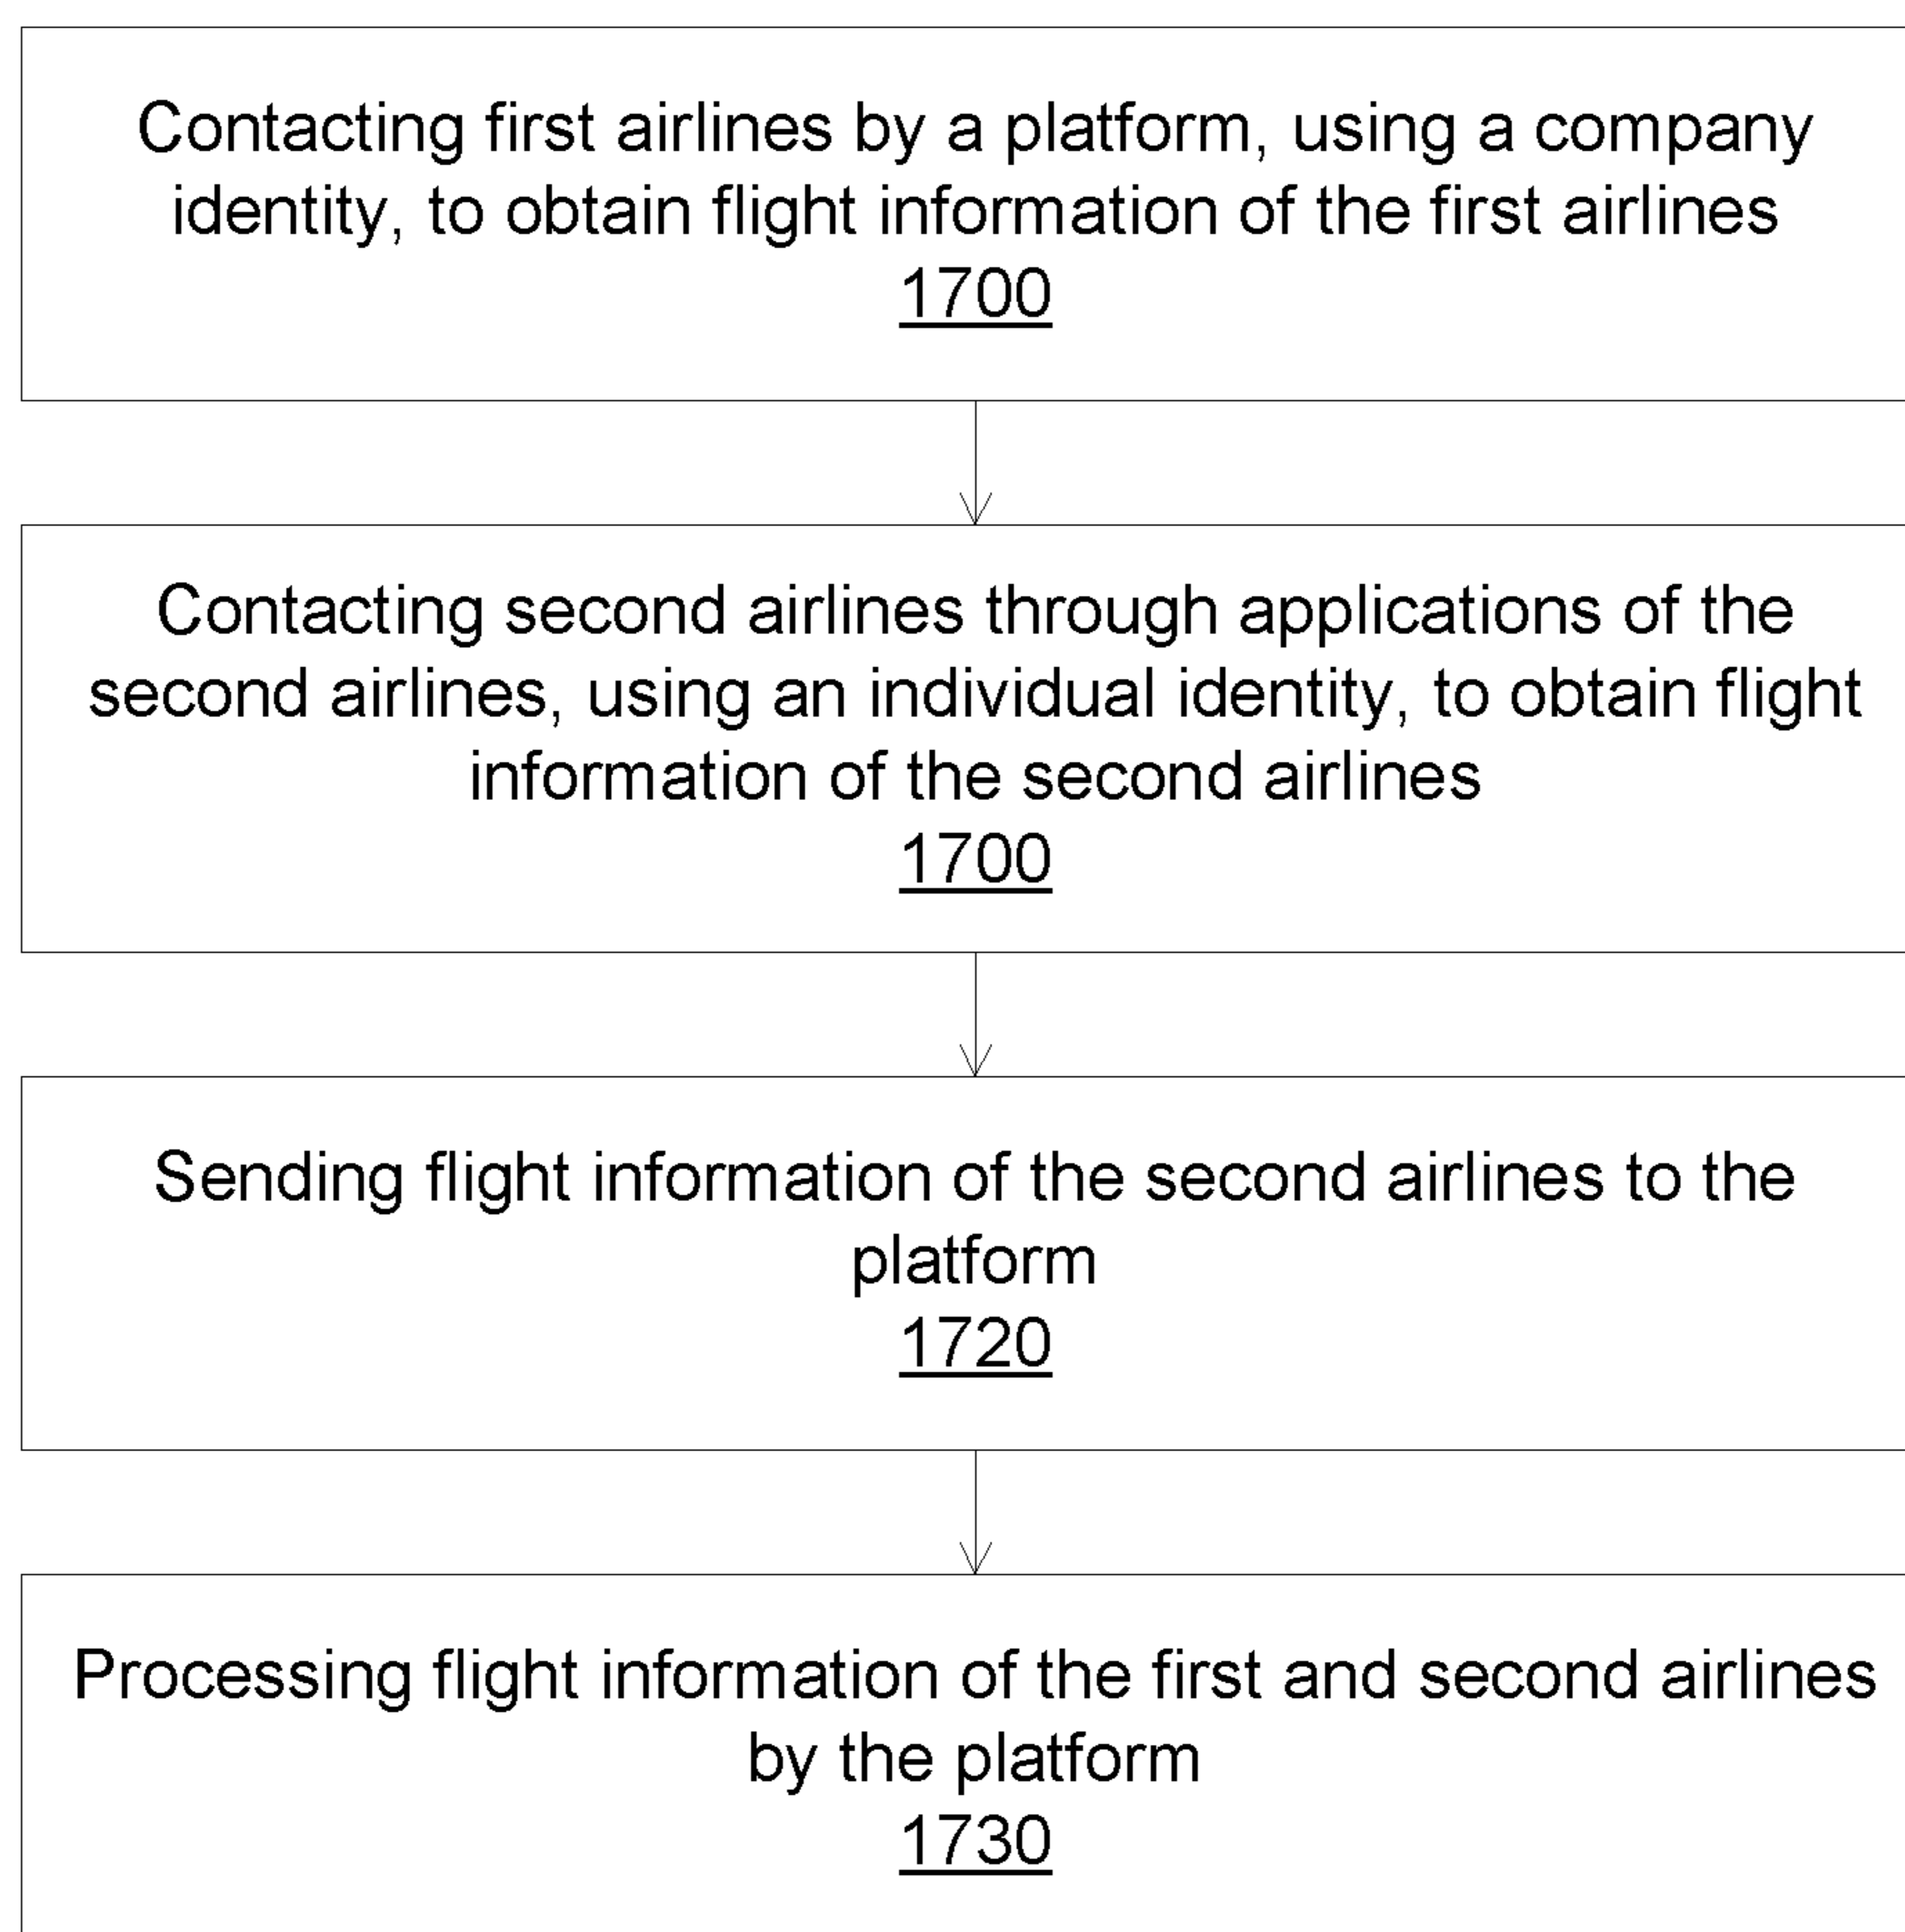 Contacting first airlines by a platform, using a company
identity, to obtain flight information of the first airlines
1700
Contacting second airlines through applications of the
second airlines, using an individual identity, to obtain flight
information of the second airlines
1700
Sending flight information of the second airlines to the
platform
1720
Processing flight information of the first and second airlines
by the platform
1730